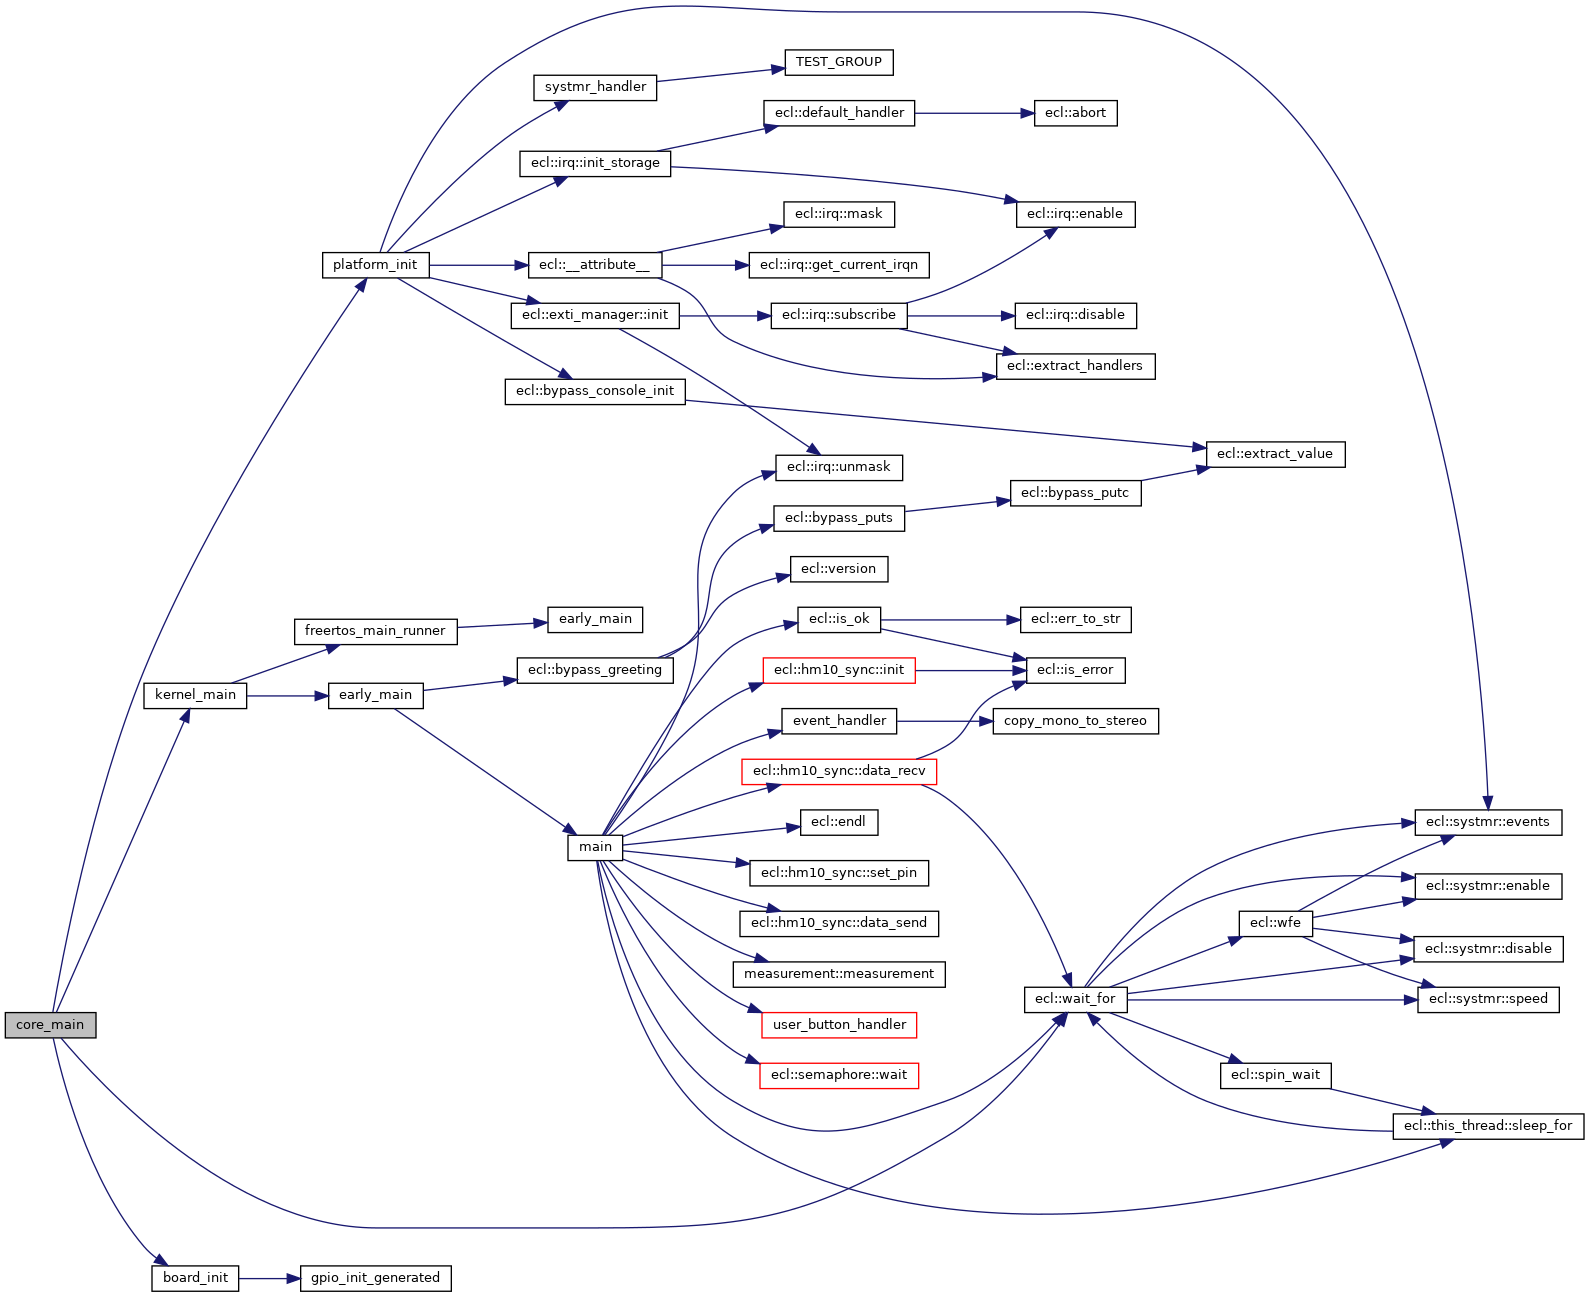 TEST_GROUP
systmr_handler
ecl::default_handler
ecl::abort
ecl::irq::init_storage
ecl::irq::mask
ecl::irq::enable
platform_init
ecl::__attribute__
ecl::irq::get_current_irqn
ecl::exti_manager::init
ecl::irq::subscribe
ecl::irq::disable
ecl::extract_handlers
ecl::bypass_console_init
ecl::extract_value
ecl::irq::unmask
ecl::bypass_putc
ecl::bypass_puts
ecl::version
freertos_main_runner
early_main
ecl::is_ok
ecl::err_to_str
ecl::bypass_greeting
ecl::hm10_sync::init
ecl::is_error
kernel_main
early_main
event_handler
copy_mono_to_stereo
ecl::hm10_sync::data_recv
ecl::endl
ecl::systmr::events
main
ecl::hm10_sync::set_pin
ecl::systmr::enable
ecl::hm10_sync::data_send
ecl::wfe
ecl::systmr::disable
measurement::measurement
ecl::wait_for
ecl::systmr::speed
core_main
user_button_handler
ecl::semaphore::wait
ecl::spin_wait
ecl::this_thread::sleep_for
board_init
gpio_init_generated